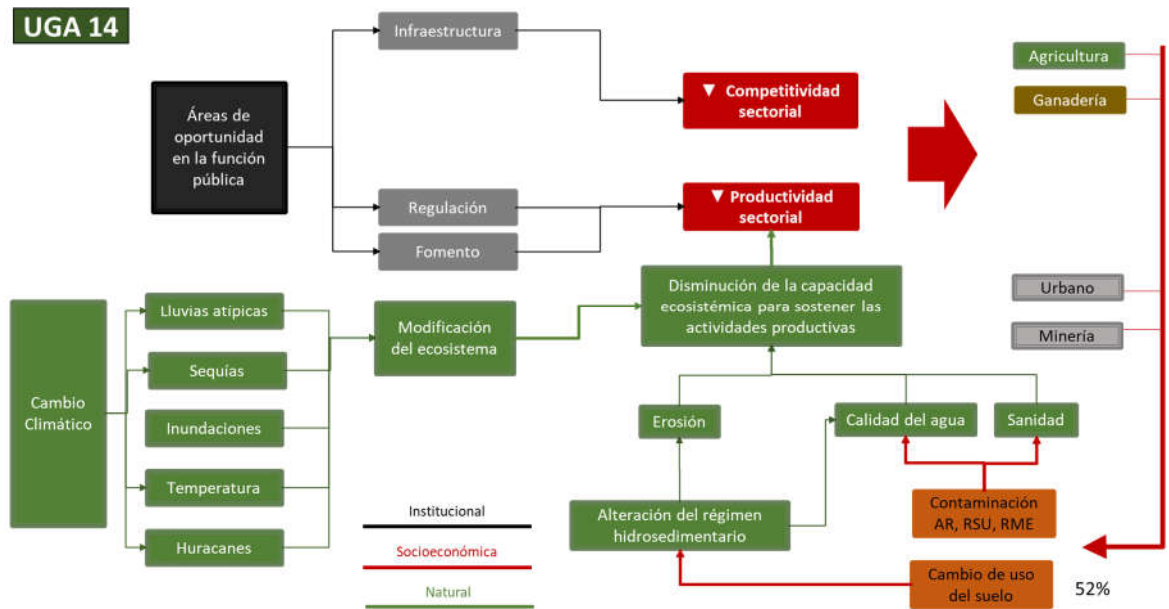 UGA 14
Áreas de
oportunidad
en la función
pública
Infraestructura
Regulación
Fomento
▼ Competitividad
sectorial
▼ Productividad
sectorial
Agricultura
Ganadería
Urbano
Minería
Cambio
Climático
Lluvias atípicas
Sequías
Inundaciones
Temperatura
Huracanes
Modificación
del ecosistema
Disminución de la capacidad
ecosistémica para sostener las
actividades productivas
Erosión
Calidad del agua
Sanidad
Alteración del régimen
hidrosedimentario
Contaminación
AR, RSU, RME
Cambio de uso
del suelo
52%
Institucional
Socioeconómica
Natural